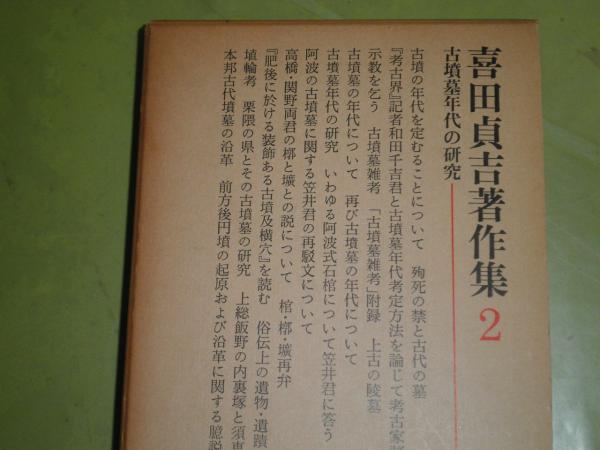 喜田貞吉著作集 2
古墳墓年代の研究
古墳の年代を定むることについて 殉死の禁と古代の墓
『考古界』記者和田千吉君と古墳墓年代考定方法を論じて考古家
示教を乞う 古墳墓雑考 「古墳墓雑考」附録 上古の陵墓
古墳墓の年代について 再び古墳墓の年代について
古墳墓年代の研究 いわゆる阿波式石棺について笠井君に答う
阿波の古墳墓に関する笠井君の再駁文について
高橋・関野両君の槨と壙との説について 棺・槨・壙再弁
『肥後に於ける装飾ある古墳及横穴』を読む 俗伝上の遺物・遺蹟
埴輪考 栗隈の県とその古墳墓の研究 上総飯野の内裏塚と須恵
本邦古代墳墓の沿革 前方後円墳の起原および沿革に関する臆説